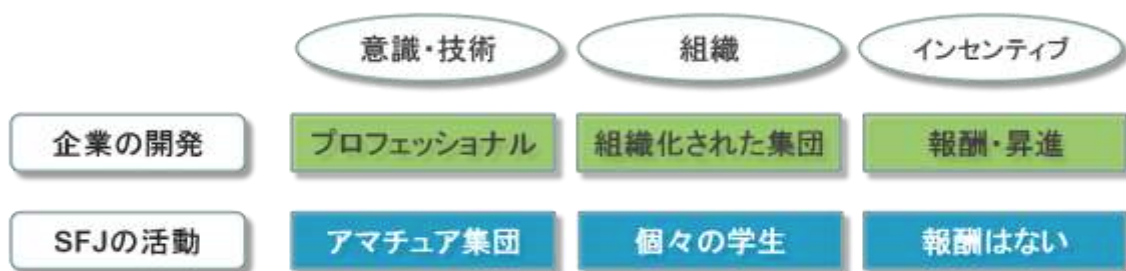 意識・技術 組織 インセンティブ
企業の開発 プロフェッショナル 組織化された集団 報酬・昇進
SFJの活動 アマチュア集団 個々の学生 報酬はない